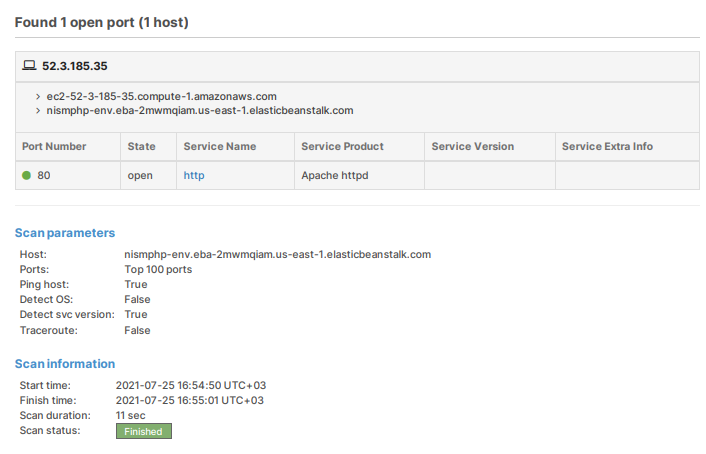 Found 1 open port (1 host)
52.3.185.35
ec2-52-3-185-35.compute-1.amazonaws.com
nismphp-env.eba-2mwmqiam.us-east-1.elasticbeanstalk.com
Port Number State Service Name Service Product Service Version Service Extra Info
80 open http Apache httpd
Scan parameters
Host: nismphp-env.eba-2mwmqiam.us-east-1.elasticbeanstalk.com
Ports: Top 100 ports
Ping host: True
Detect OS: False
Detect svc version: True
Traceroute: False
Scan information
Start time: 2021-07-25 16:54:50 UTC+03
Finish time: 2021-07-25 16:55:01 UTC+03
Scan duration: 11 sec
Scan status: Finished